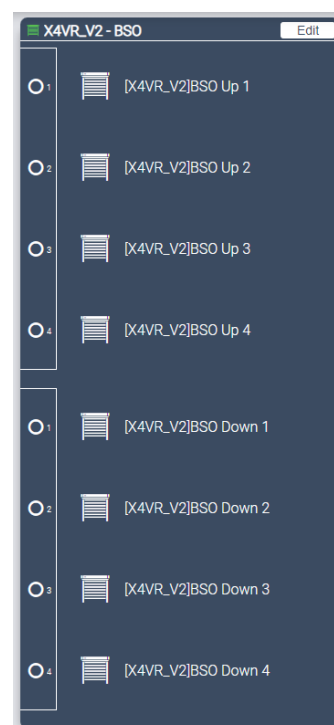 X4VR_V2 - BSO Edit
1 [X4VR_V2]BSO Up 1
2 [X4VR_V2]BSO Up 2
3 [X4VR_V2]BSO Up 3
4 [X4VR_V2]BSO Up 4
1 [X4VR_V2]BSO Down 1
2 [X4VR_V2]BSO Down 2
3 [X4VR_V2]BSO Down 3
4 [X4VR_V2]BSO Down 4